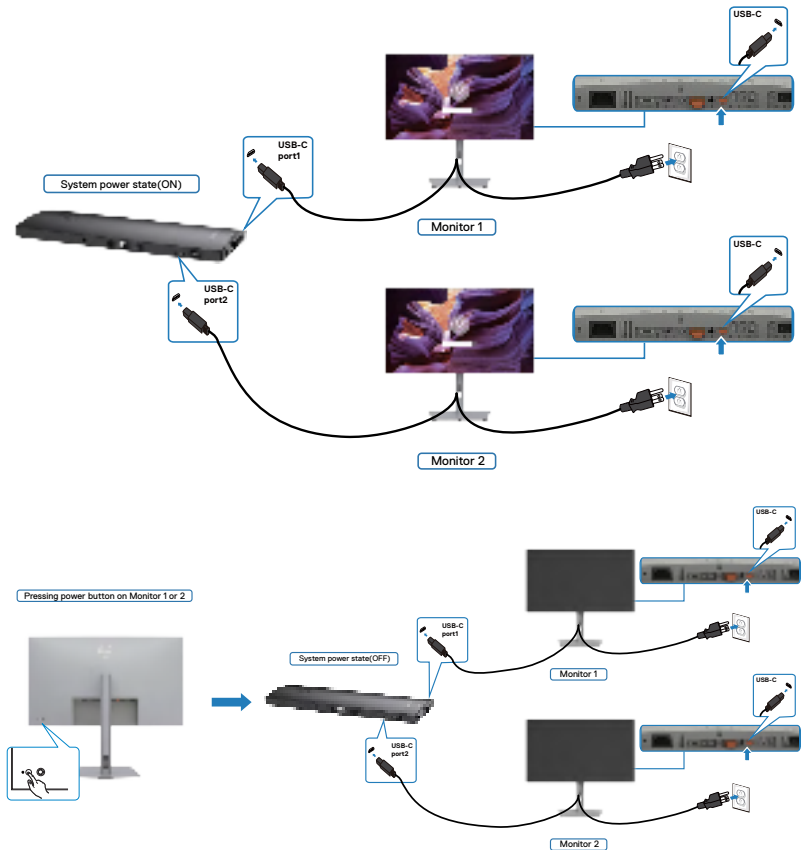 USB-C
USB-C
port1
System power state(ON)
Monitor 1
USB-C
USB-C
port2
Monitor 2
USB-C
Pressing power button on Monitor 1 or 2
USB-C
port1
System power state(OFF)
Monitor 1
USB-C
USB-C
port2
Monitor 2